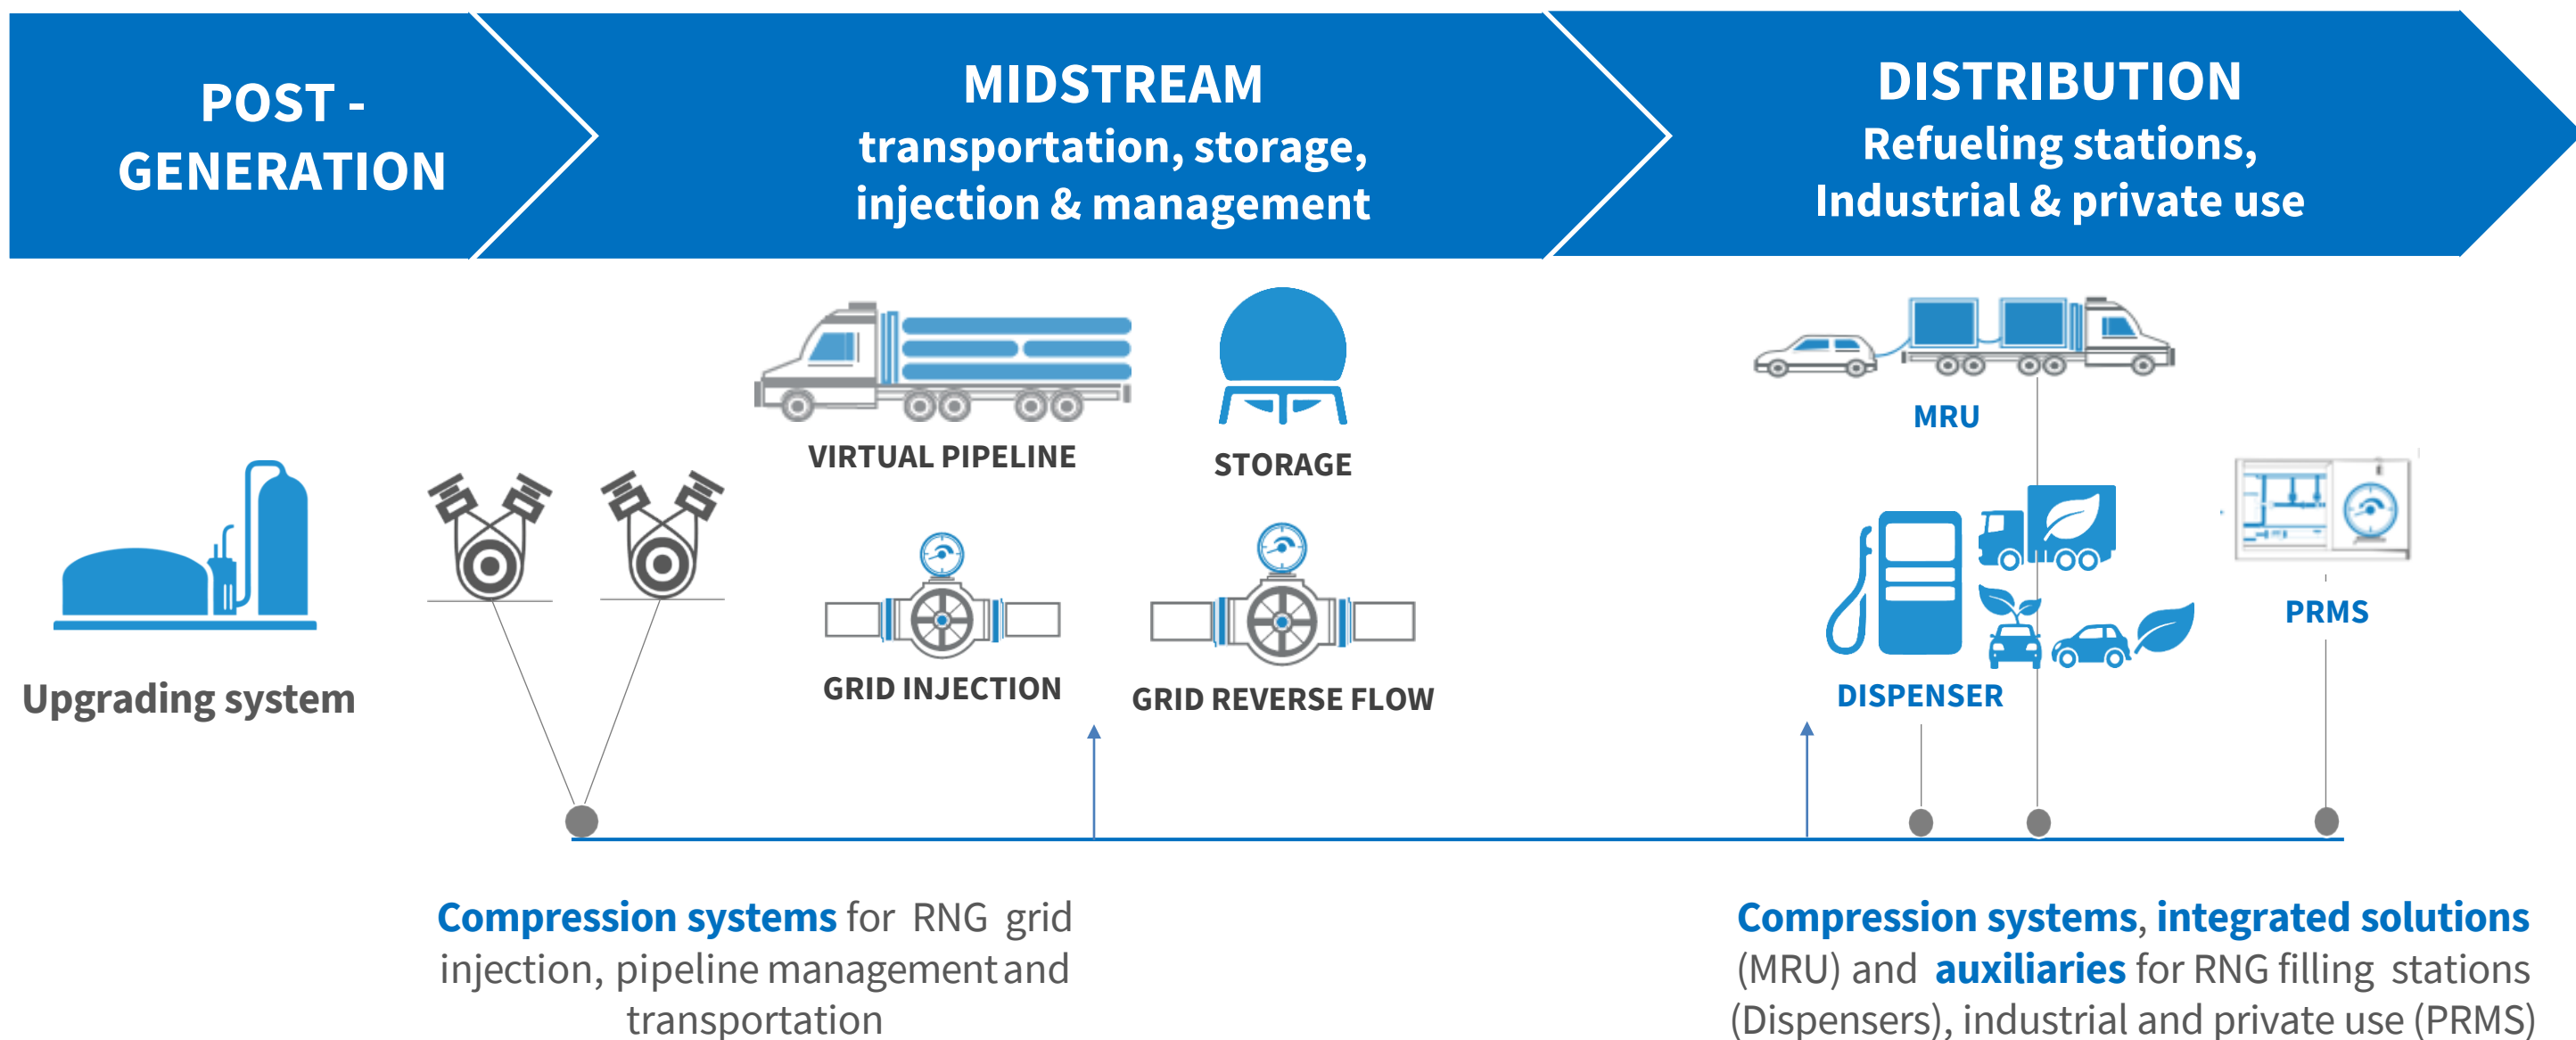 POST -
GENERATION
MIDSTREAM
transportation, storage,
injection & management
DISTRIBUTION
Refueling stations,
Industrial & private use
VIRTUAL PIPELINE
STORAGE
MRU
Upgrading system
GRID INJECTION
GRID REVERSE FLOW
DISPENSER
PRMS
Compression systems for RNG grid
injection, pipeline management and
transportation
Compression systems, integrated solutions
(MRU) and auxiliaries for RNG filling stations
(Dispensers), industrial and private use (PRMS)